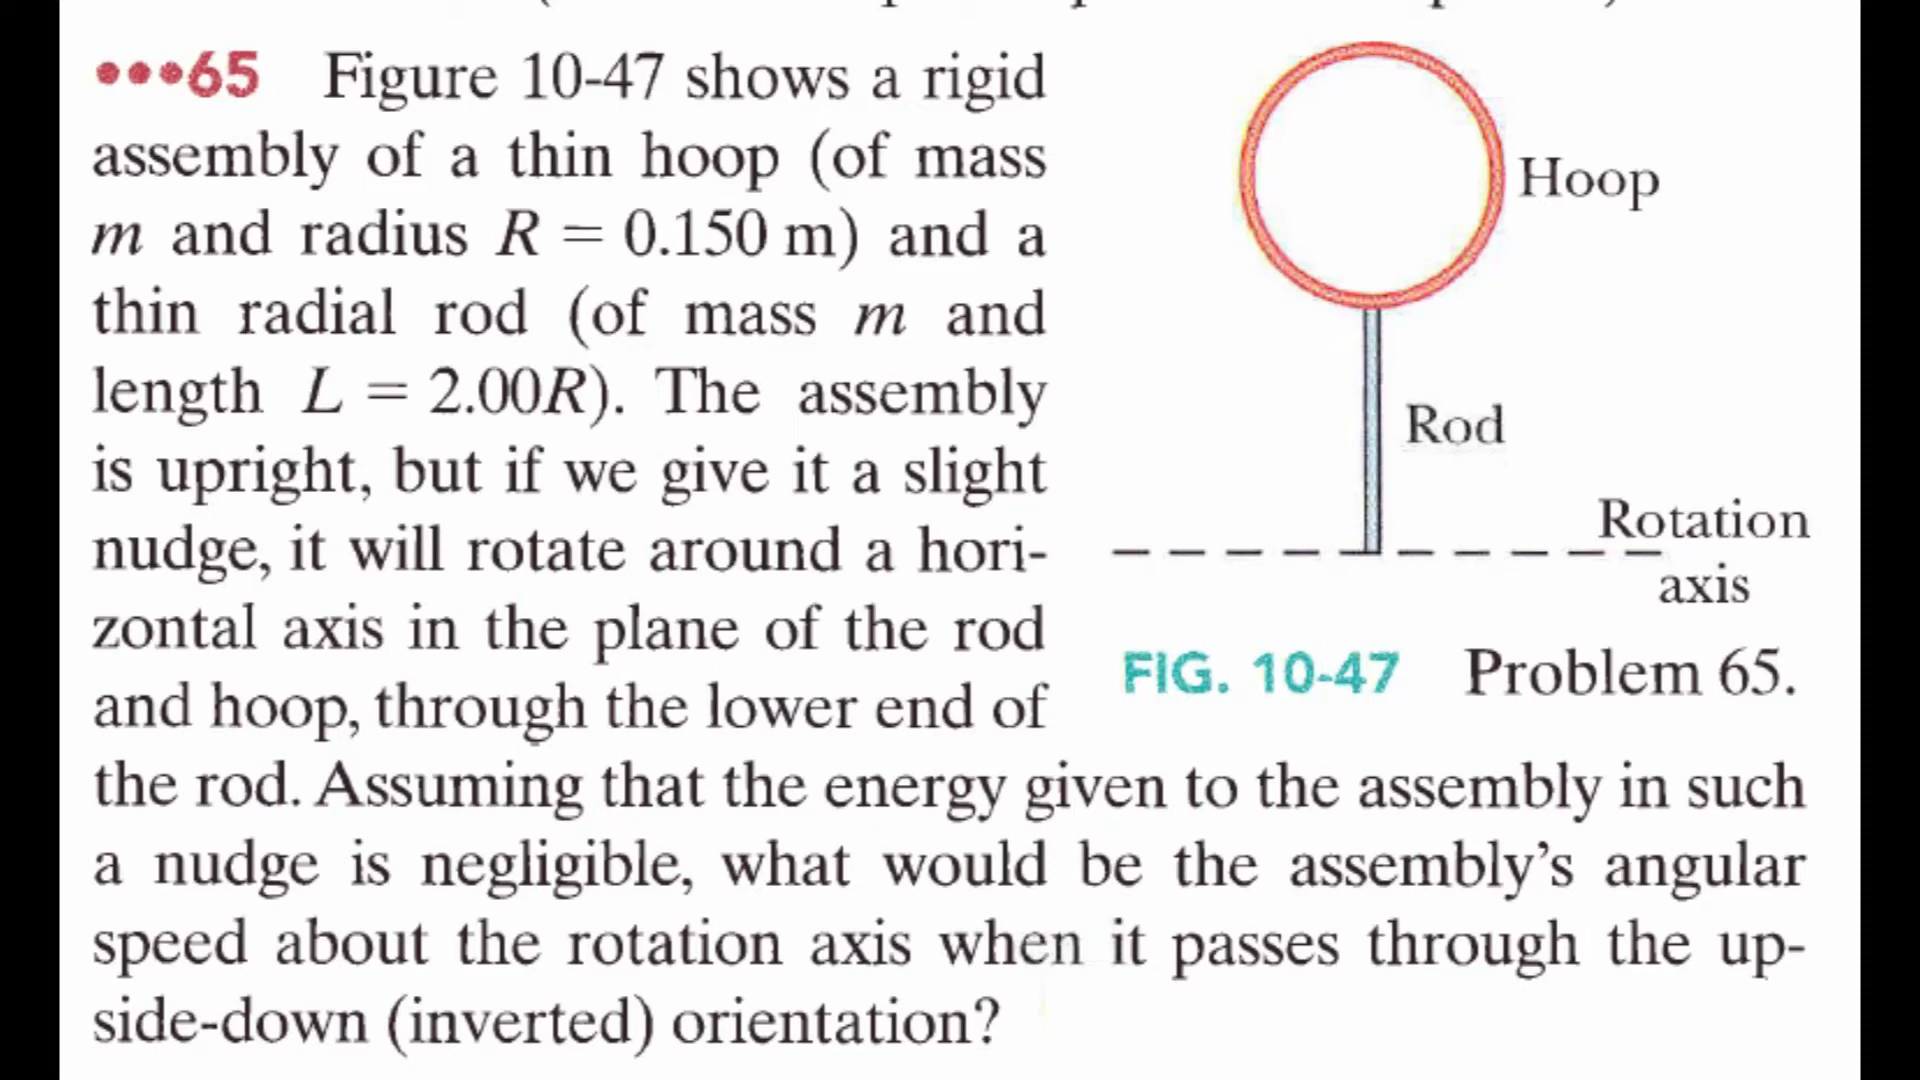 •••65 Figure 10-47 shows a rigid
assembly of a thin hoop (of mass
m and radius R = 0.150 m) and a
thin radial rod (of mass m and
length L = 2.00R). The assembly
is upright, but if we give it a slight
nudge, it will rotate around a hori-
zontal axis in the plane of the rod
and hoop, through the lower end of
the rod. Assuming that the energy given to the assembly in such
a nudge is negligible, what would be the assembly's angular
speed about the rotation axis when it passes through the up-
side-down (inverted) orientation?
Hoop
Rod
Rotation
axis
FIG. 10-47 Problem 65.